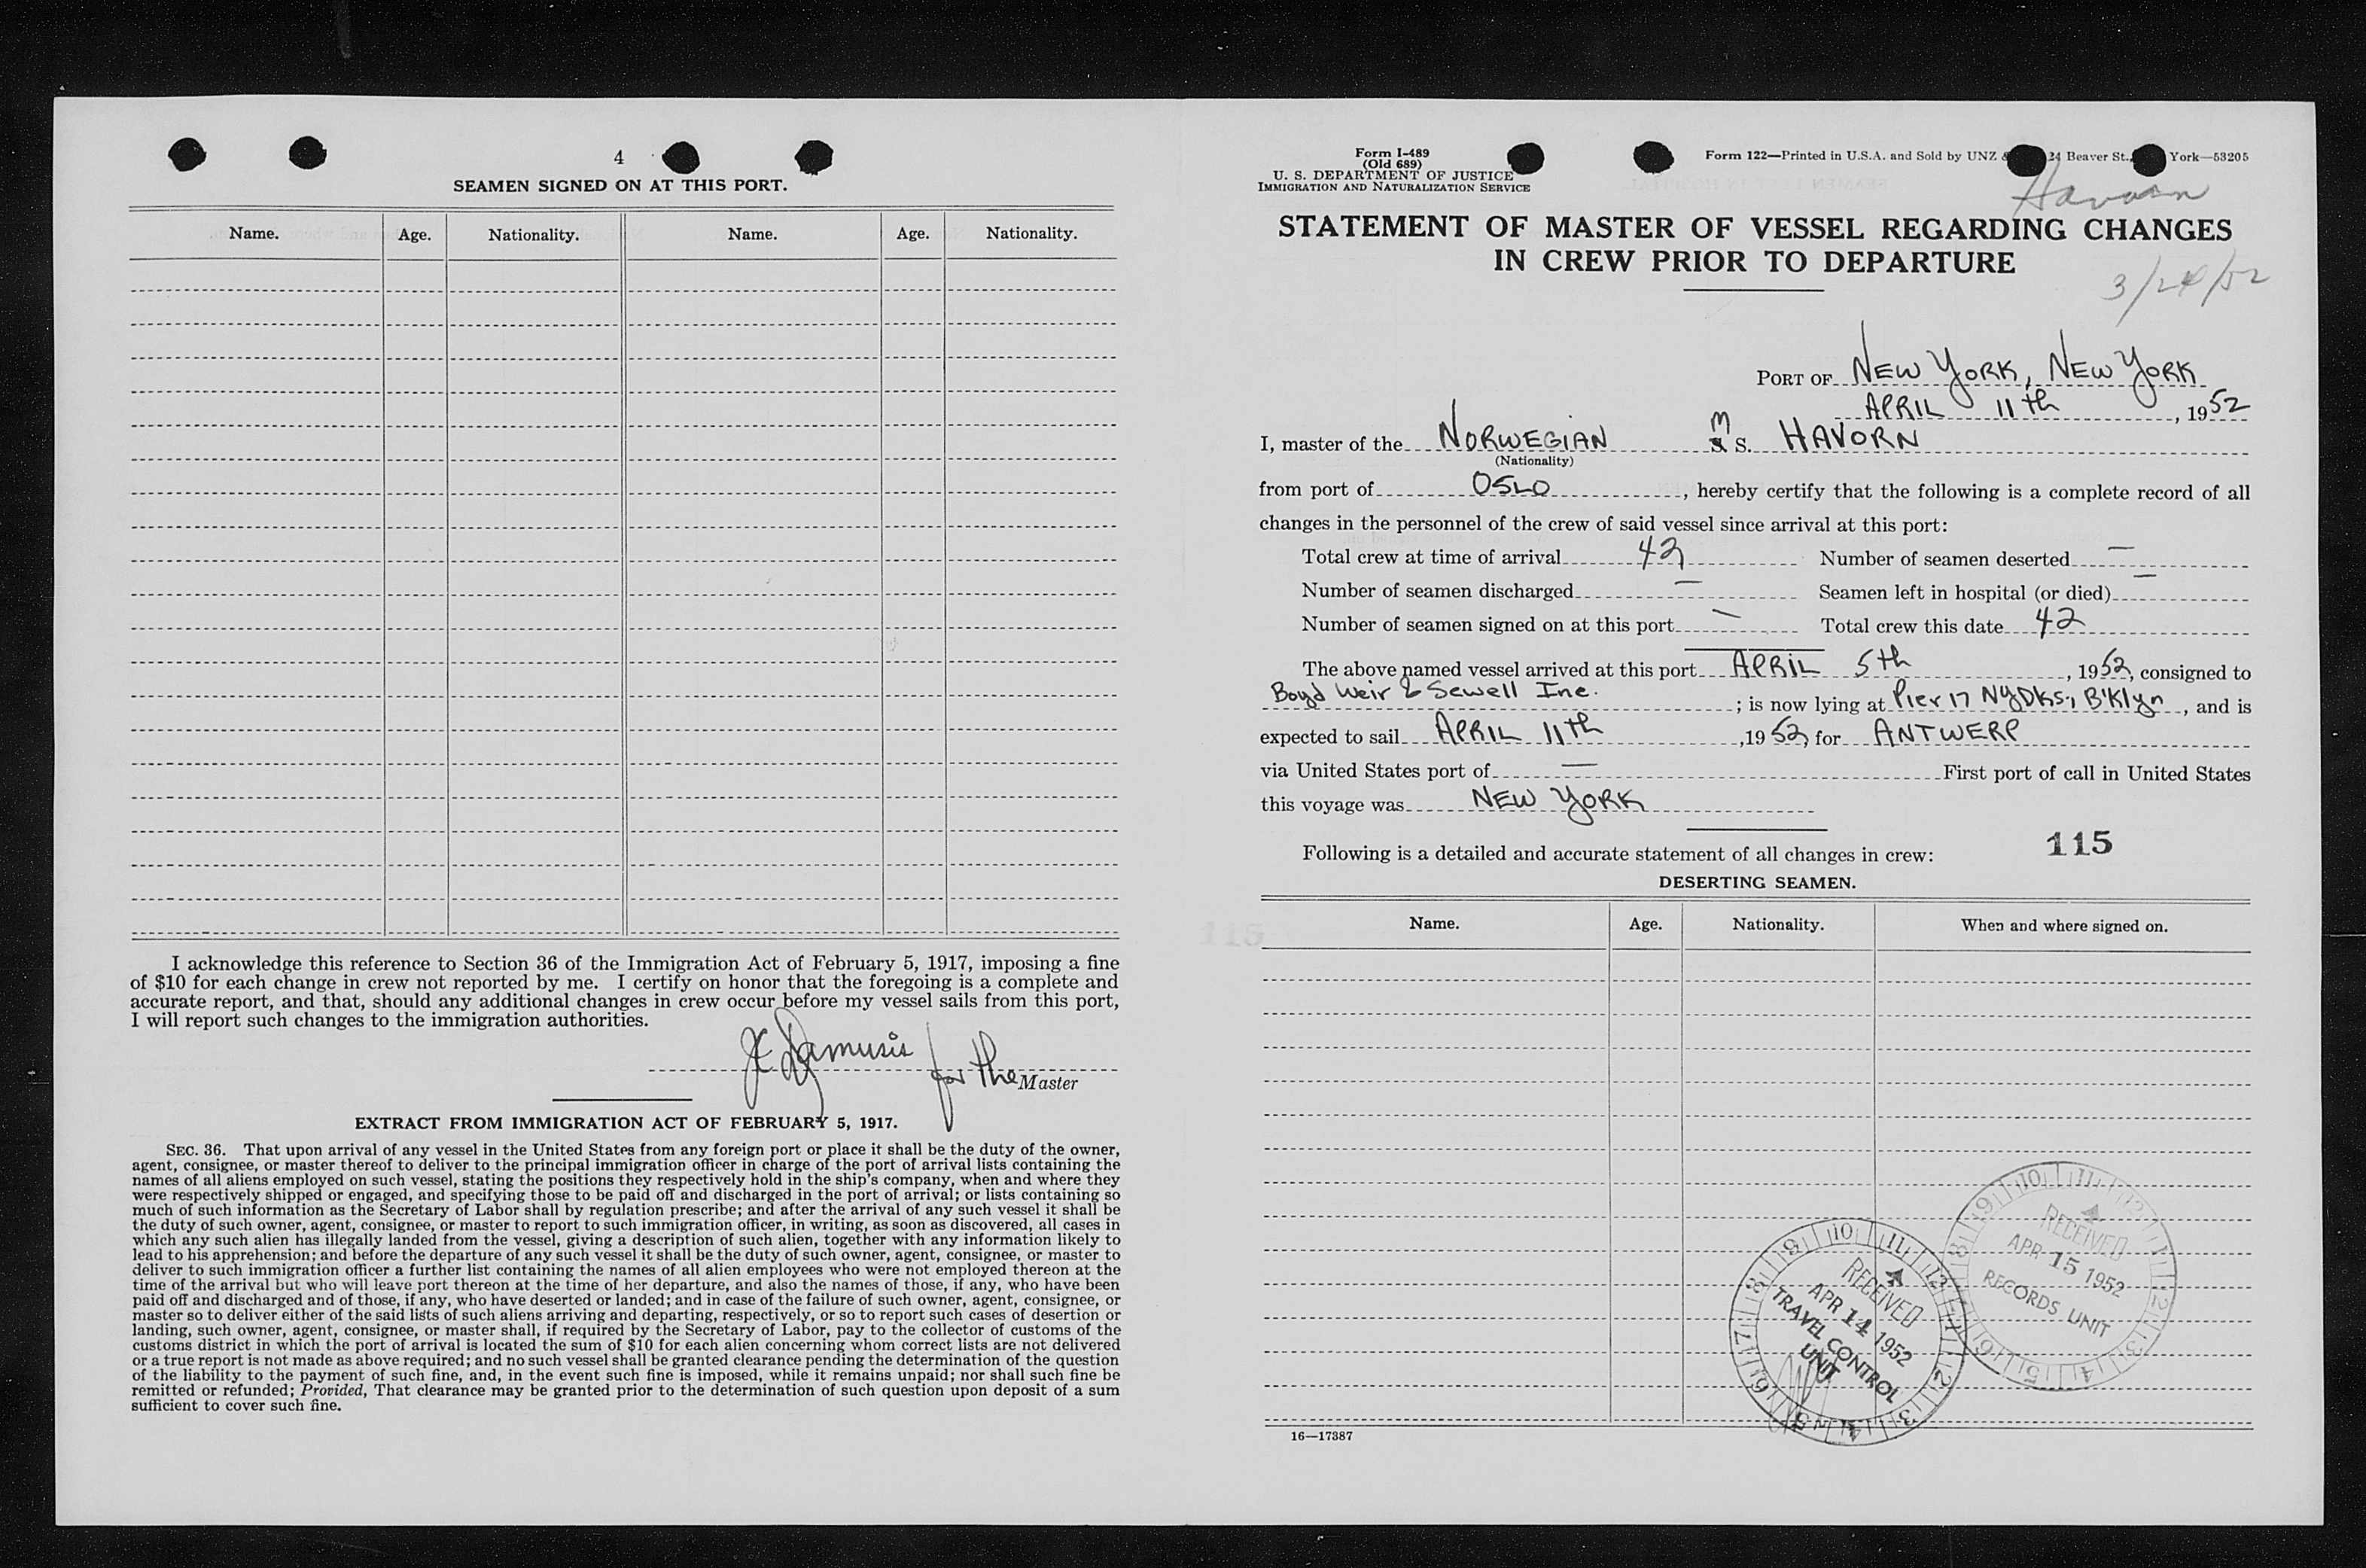 4
SEAMEN SIGNED ON AT THIS PORT.
Name. Age. Nationality. Name. Age. Nationality.
I acknowledge this reference to Section 36 of the Immigration Act of February 5, 1917, imposing a fine
of $10 for each change in crew not reported by me. I certify on honor that the foregoing is a complete and
accurate report, and that, should any additional changes in crew occur before my vessel sails from this port,
I will report such changes to the immigration authorities.
for the Master
EXTRACT FROM IMMIGRATION ACT OF FEBRUARY 5, 1917.
SEC. 36. That upon arrival of any vessel in the United States from any foreign port or place it shall be the duty of the owner,
agent, consignee, or master thereof to deliver to the principal immigration officer in charge of the port of arrival lists containing the
names of all aliens employed on such vessel, stating the positions they respectively hold in the ship's company, when and where they
were respectively shipped or engaged, and specifying those to be paid off and discharged in the port of arrival; or lists containing so
much of such information as the Secretary of Labor shall by regulation prescribe; and after the arrival of any such vessel it shall be
the duty of such owner, agent, consignee, or master to report to such immigration officer, in writing, as soon as discovered, all cases in
which any such alien has illegally landed from the vessel, giving a description of such alien, together with any information likely to
lead to his apprehension; and before the departure of any such vessel it shall be the duty of such owner, agent, consignee, or master to
deliver to such immigration officer a further list containing the names of all alien employees who were not employed thereon at the
time of the arrival but who will leave port thereon at the time of her departure, and also the names of those, if any, who have been
paid off and discharged and of those, if any, who have deserted or landed; and in case of the failure of such owner, agent, consignee, or
master so to deliver either of the said lists of such aliens arriving and departing, respectively, or so to report such cases of desertion or
landing, such owner, agent, consignee, or master shall, if required by the Secretary of Labor, pay to the collector of customs of the
customs district in which the port of arrival is located the sum of $10 for each alien concerning whom correct lists are not delivered
or a true report is not made as above required; and no such vessel shall be granted clearance pending the determination of the question
of the liability to the payment of such fine, and, in the event such fine is imposed, while it remains unpaid; nor shall such fine be
remitted or refunded; Provided, That clearance may be granted prior to the determination of such question upon deposit of a sum
sufficient to cover such fine.
Form I-489
(Old 689)
U. S. DEPARTMENT OF JUSTICE
IMMIGRATION AND NATURALIZATION SERVICE
Form 122—Printed in U.S.A. and Sold by UNZ & 24 Beaver St., York—53205
Havorn
STATEMENT OF MASTER OF VESSEL REGARDING CHANGES
IN CREW PRIOR TO DEPARTURE
3/24/52
PORT OF NEW YORK, NEW YORK
APRIL 11th, 1952
I, master of the NORWEGIAN M S. HAVORN
(Nationality)
from port of OSLO, hereby certify that the following is a complete record of all
changes in the personnel of the crew of said vessel since arrival at this port:
Total crew at time of arrival 42 Number of seamen deserted —
Number of seamen discharged — Seamen left in hospital (or died) —
Number of seamen signed on at this port — Total crew this date 42
The above named vessel arrived at this port APRIL 5th, 1952, consigned to
Boyd Weir & Sewell Inc. ; is now lying at Pier 17 NYDKS., B'Klyn, and is
expected to sail APRIL 11th, 1952, for ANTWERP
via United States port of — First port of call in United States
this voyage was NEW YORK
115
Following is a detailed and accurate statement of all changes in crew:
DESERTING SEAMEN.
Name. Age. Nationality. When and where signed on.
RECEIVED
APR 15 1952
RECORDS UNIT
RECEIVED
APR 14 1952
TRAVEL CONTROL
UNIT
16—17387